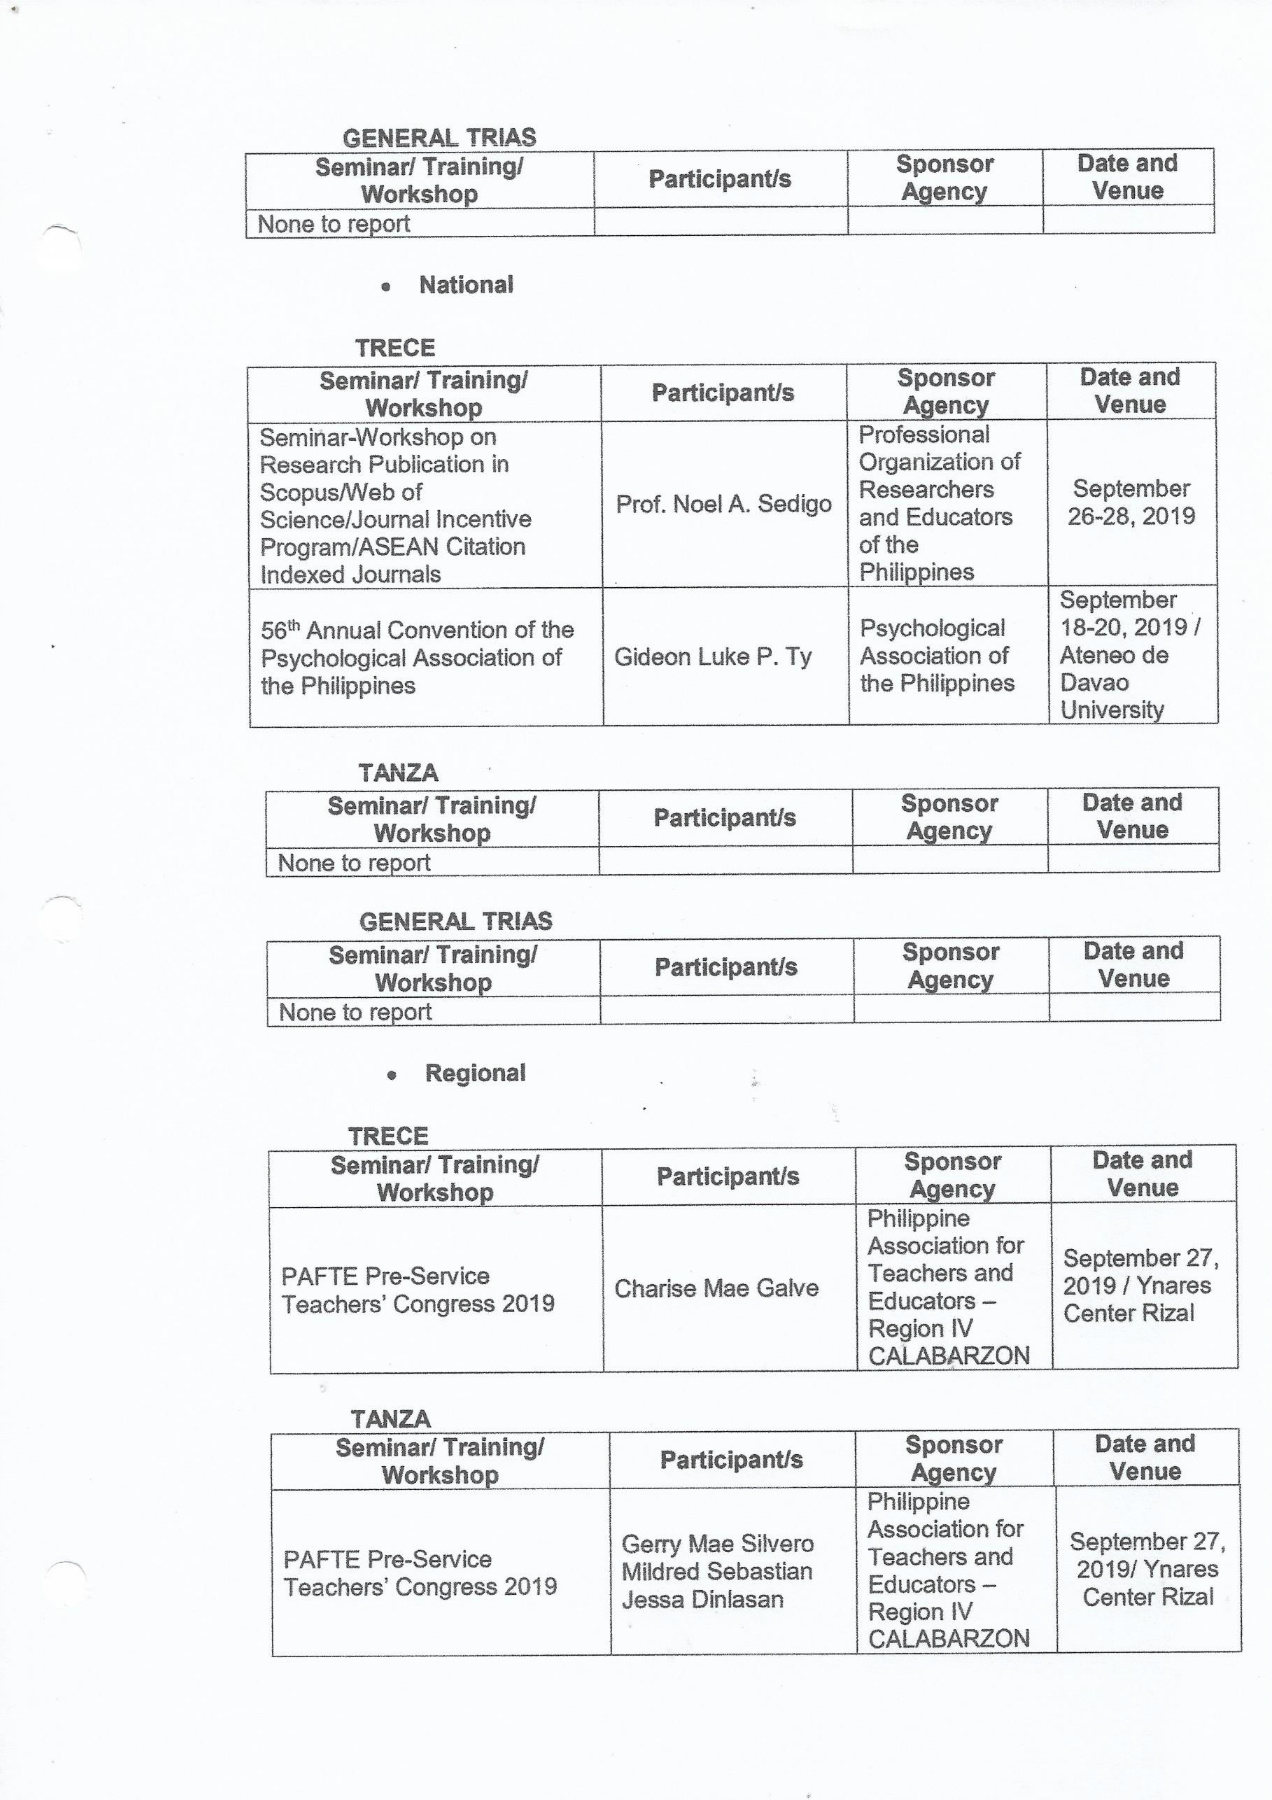 GENERAL TRIAS
Seminar/ Training/ Workshop Participant/s Sponsor Agency Date and Venue
None to report
• National
TRECE
Seminar/ Training/ Workshop Participant/s Sponsor Agency Date and Venue
Seminar-Workshop on
Research Publication in
Scopus/Web of
Science/Journal Incentive
Program/ASEAN Citation
Indexed Journals
Prof. Noel A. Sedigo
Professional
Organization of
Researchers
and Educators
of the
Philippines
September
26-28, 2019
56th Annual Convention of the
Psychological Association of
the Philippines
Gideon Luke P. Ty
Psychological
Association of
the Philippines
September
18-20, 2019 /
Ateneo de
Davao
University
TANZA
Seminar/ Training/ Workshop Participant/s Sponsor Agency Date and Venue
None to report
GENERAL TRIAS
Seminar/ Training/ Workshop Participant/s Sponsor Agency Date and Venue
None to report
• Regional
TRECE
Seminar/ Training/ Workshop Participant/s Sponsor Agency Date and Venue
PAFTE Pre-Service
Teachers’ Congress 2019
Charise Mae Galve
Philippine
Association for
Teachers and
Educators –
Region IV
CALABARZON
September 27,
2019 / Ynares
Center Rizal
TANZA
Seminar/ Training/ Workshop Participant/s Sponsor Agency Date and Venue
PAFTE Pre-Service
Teachers’ Congress 2019
Gerry Mae Silvero
Mildred Sebastian
Jessa Dinlasan
Philippine
Association for
Teachers and
Educators –
Region IV
CALABARZON
September 27,
2019/ Ynares
Center Rizal